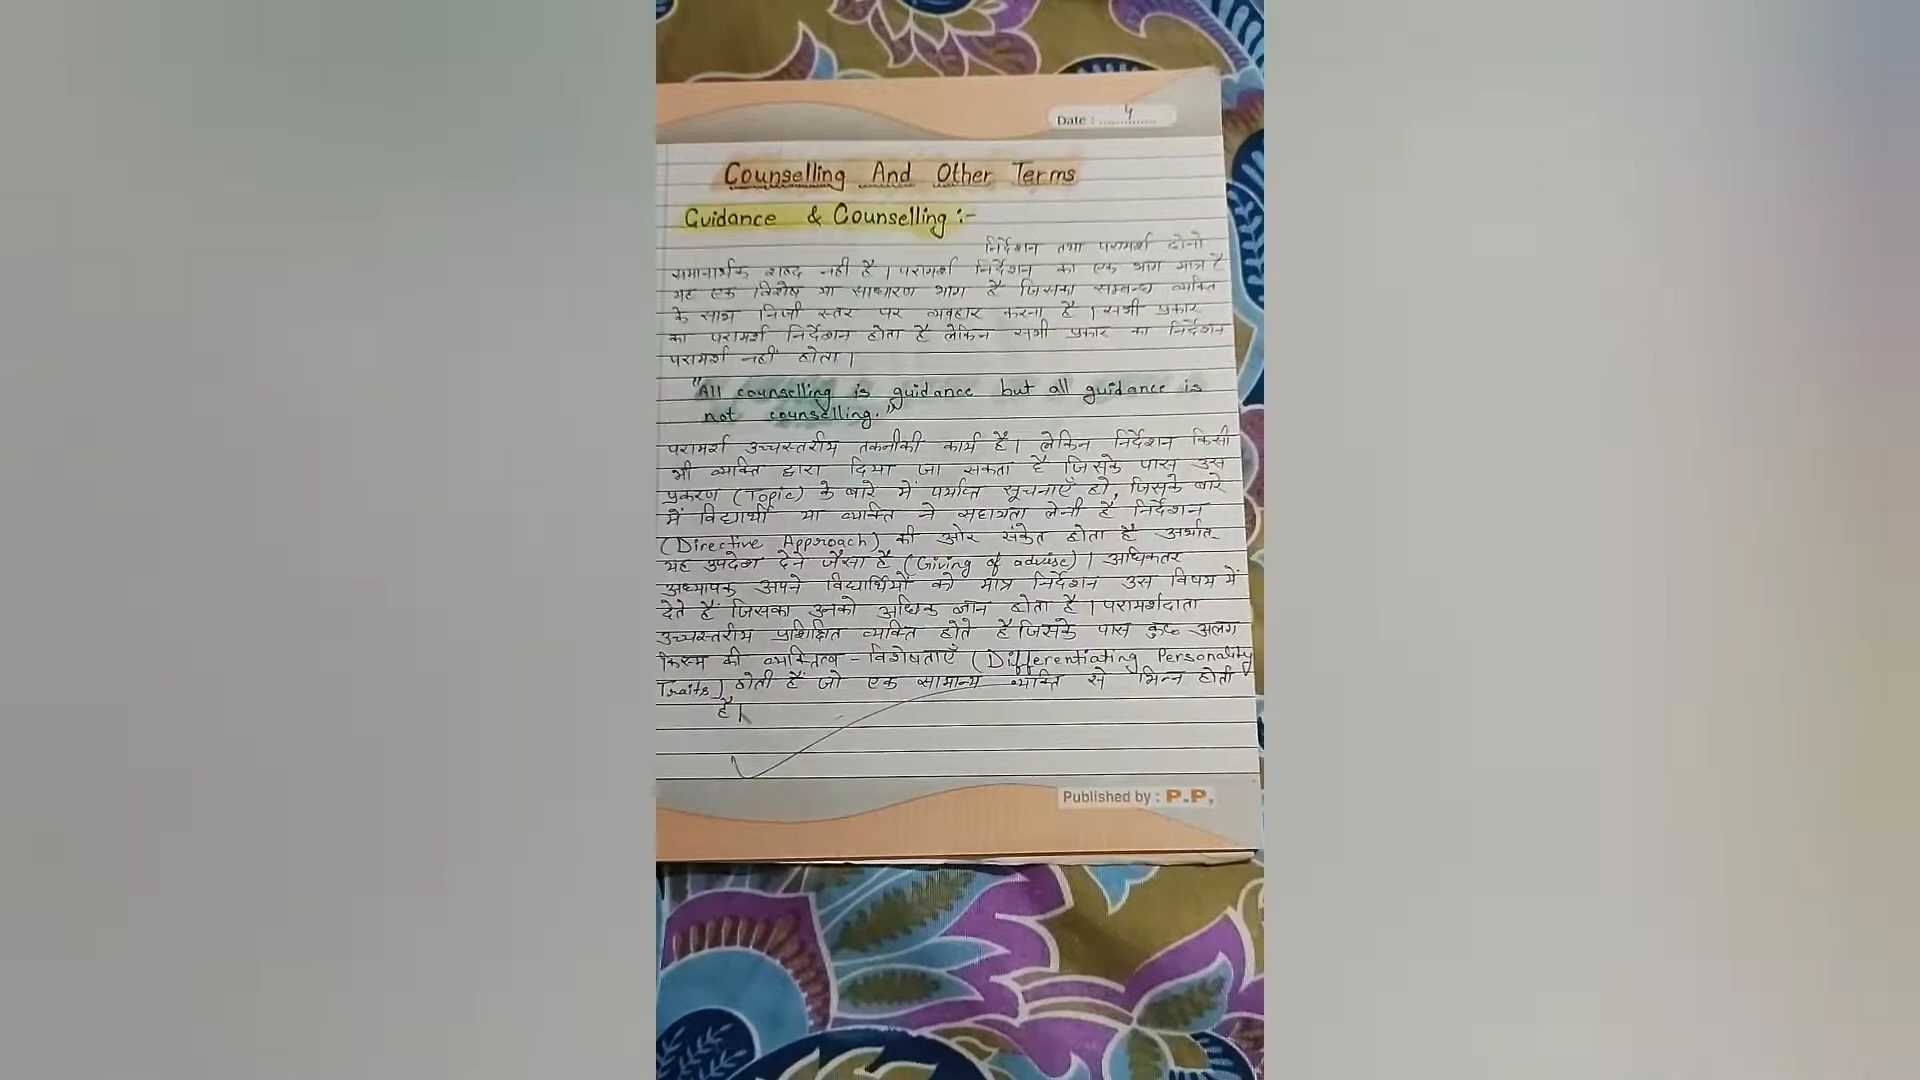 Date : 4
Counselling And Other Terms
Guidance & Counselling :-
निर्देशन तथा परामर्श दोनो
समानार्थक शब्द नही है। परामर्श निर्देशन का एक भाग मात्र है
यह एक विशेष या साधारण भाग है जिसका सम्बन्ध व्यक्ति
के साथ निजी स्तर पर व्यवहार करना है। सभी प्रकार
का परामर्श निर्देशन होता है लेकिन सभी प्रकार का निर्देशन
परामर्श नहीं होता।
"All counselling is guidance but all guidance is
not counselling."
परामर्श उच्चस्तरीय तकनीकी कार्य है। लेकिन निर्देशन किसी
भी व्यक्ति द्वारा दिया जा सकता है जिसके पास उस
प्रकरण (Topic) के बारे में पर्याप्त सूचनाएँ हो, जिसके बारे
में विद्यार्थी या व्यक्ति ने सहायता लेनी है निर्देशन
(Directive Approach) की ओर संकेत होता है अर्थात
यह उपदेश देने जैसा है (Giving of advise)। अधिकतर
अध्यापक अपने विद्यार्थियों को मात्र निर्देशन उस विषय में
देते हैं जिसका उनको अधिक ज्ञान होता है। परामर्शदाता
उच्चस्तरीय प्रशिक्षित व्यक्ति होते है जिसके पास कुछ अलग
किस्म की व्यक्तित्व - विशेषताएँ (Differentiating Personality
Traits) होती हैं जो एक सामान्य व्यक्ति से भिन्न होती
है।
Published by : P.P.